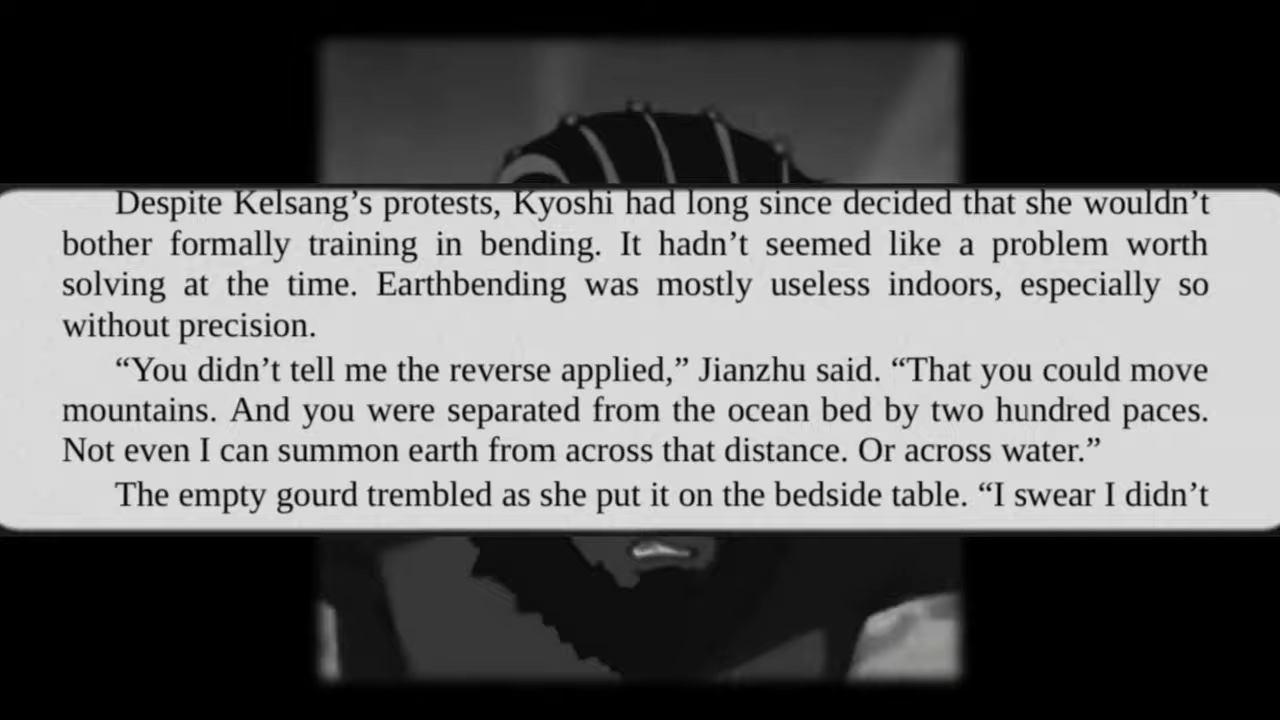 Despite Kelsang’s protests, Kyoshi had long since decided that she wouldn’t
bother formally training in bending. It hadn’t seemed like a problem worth
solving at the time. Earthbending was mostly useless indoors, especially so
without precision.
“You didn’t tell me the reverse applied,” Jianzhu said. “That you could move
mountains. And you were separated from the ocean bed by two hundred paces.
Not even I can summon earth from across that distance. Or across water.”
The empty gourd trembled as she put it on the bedside table. “I swear I didn’t